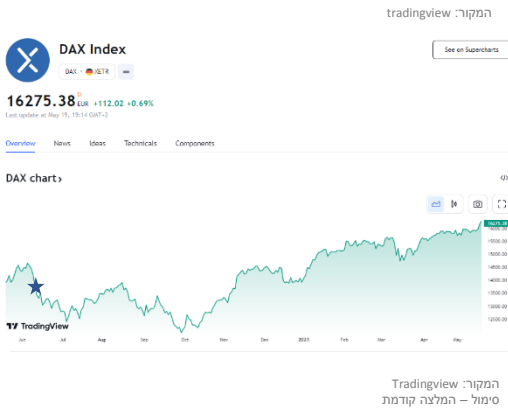 המקור: tradingview
DAX Index
See on Supercharts
DAX · XETR
16275.38 D EUR +112.02 +0.69%
Last update at May 19, 19:14 GMT+2
Overview News Ideas Technicals Components
DAX chart›
16275.38
16000.00
15500.00
15000.00
14500.00
14000.00
13500.00
13000.00
12500.00
TradingView
Jun Jul Aug Sep Oct Nov Dec 2023 Feb Mar Apr May
המקור: Tradingview
סימול – המלצה קודמת